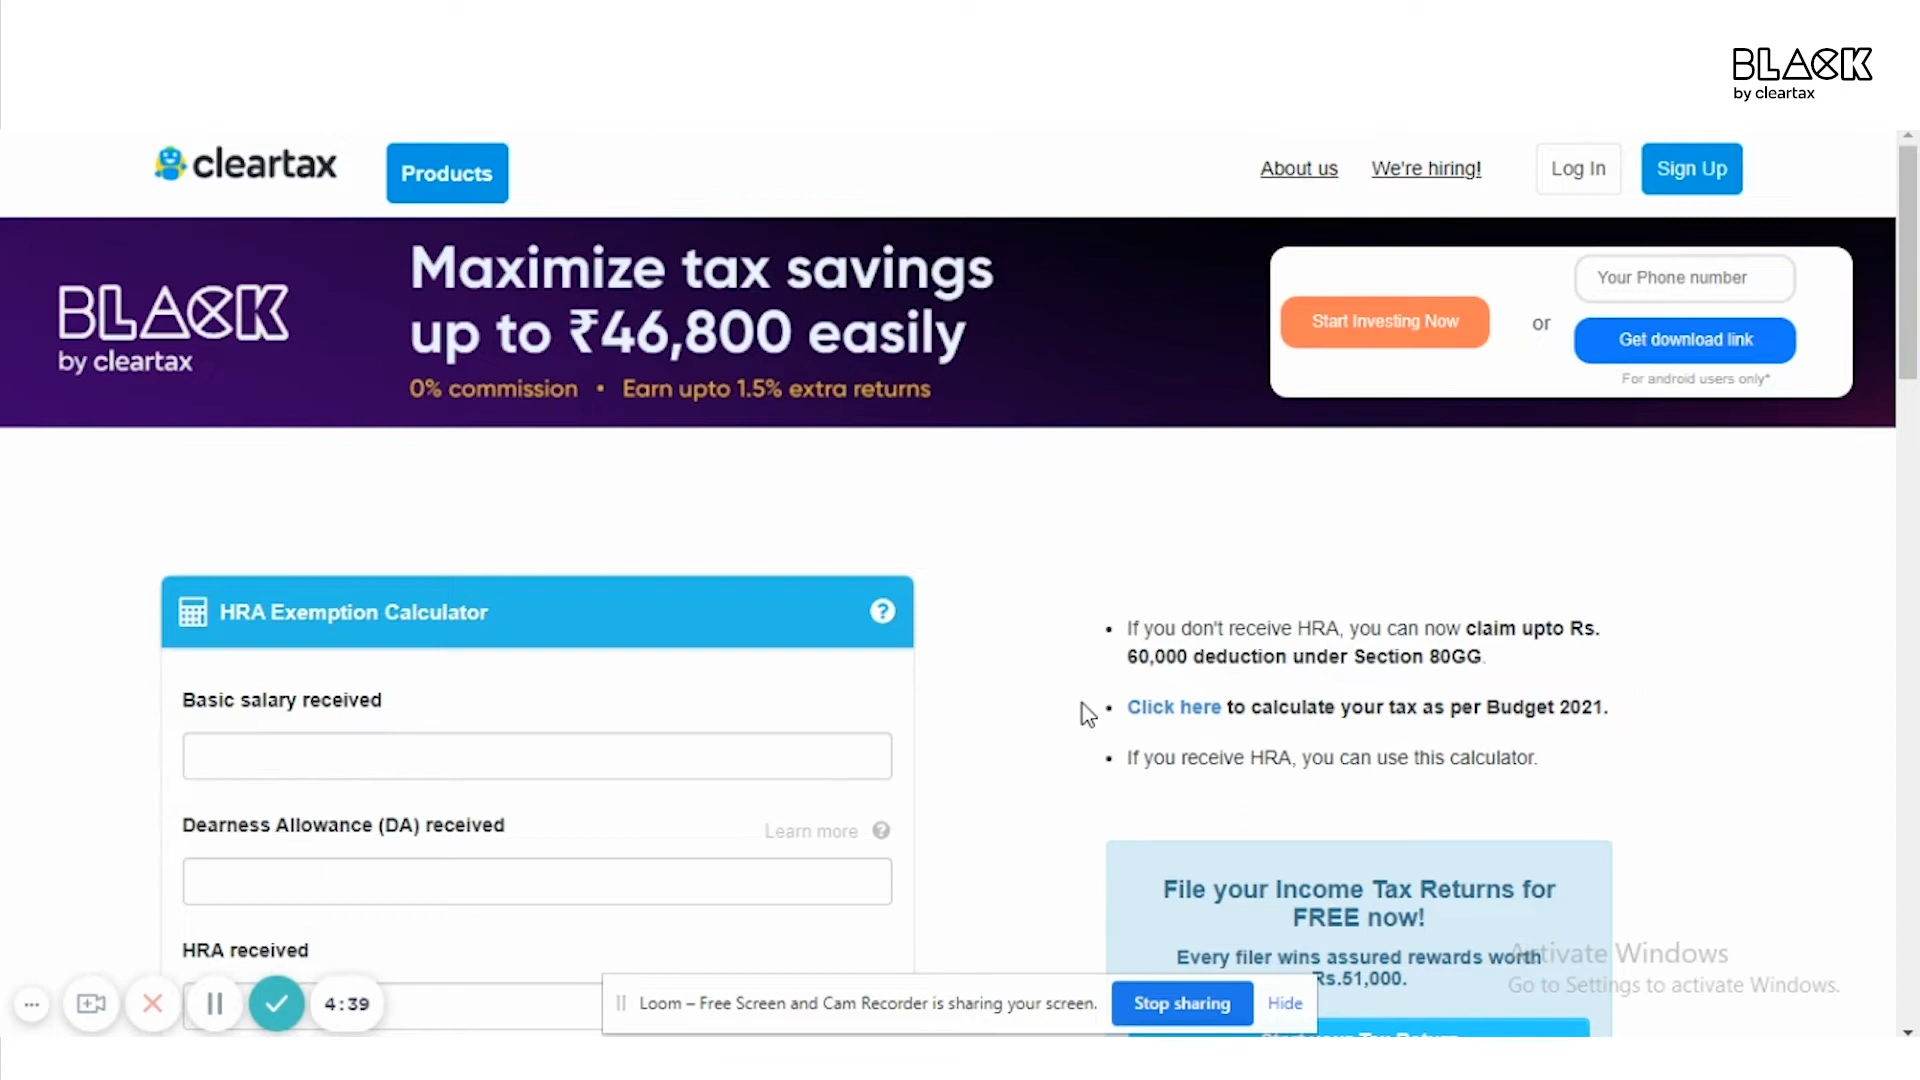 BLACK
by cleartax
cleartax
Products
About us
We're hiring!
Log In
Sign Up
BLACK
by cleartax
Maximize tax savings
up to ₹46,800 easily
0% commission • Earn upto 1.5% extra returns
Start Investing Now
or
Your Phone number
Get download link
For android users only*
HRA Exemption Calculator
?
Basic salary received
Dearness Allowance (DA) received
Learn more ?
HRA received
• If you don't receive HRA, you can now claim upto Rs.
60,000 deduction under Section 80GG.
• Click here to calculate your tax as per Budget 2021.
• If you receive HRA, you can use this calculator.
File your Income Tax Returns for
FREE now!
Every filer wins assured rewards worth
Rs.51,000.
Activate Windows
Go to Settings to activate Windows.
4:39
Loom – Free Screen and Cam Recorder is sharing your screen.
Stop sharing
Hide